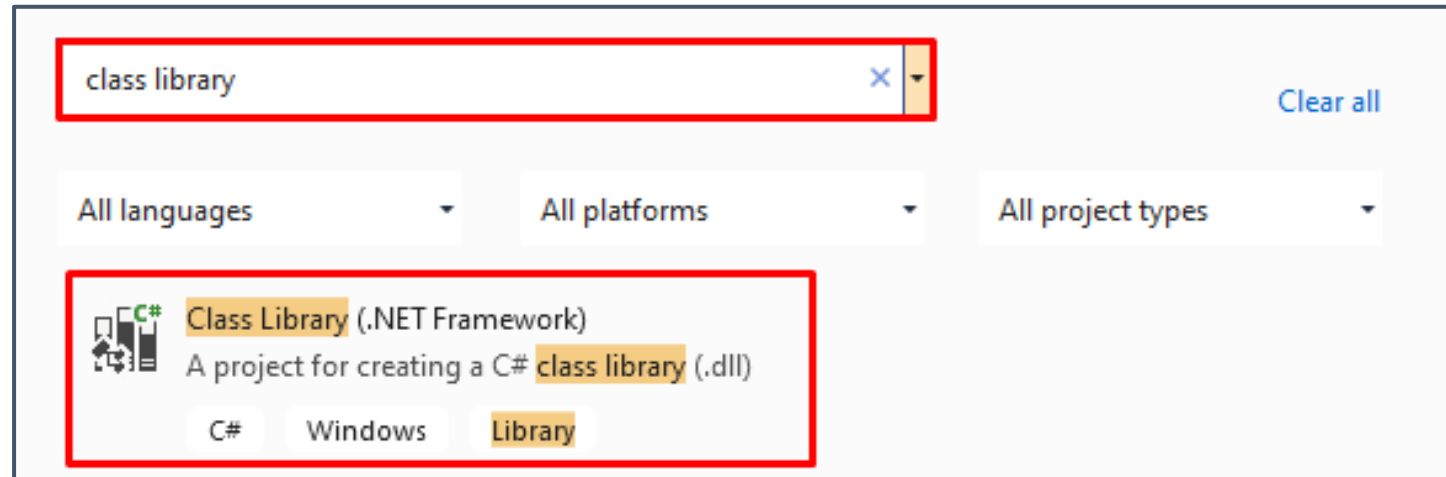 class library
Clear all
All languages
All platforms
All project types
C#
Class Library (.NET Framework)
A project for creating a C# class library (.dll)
C# Windows Library